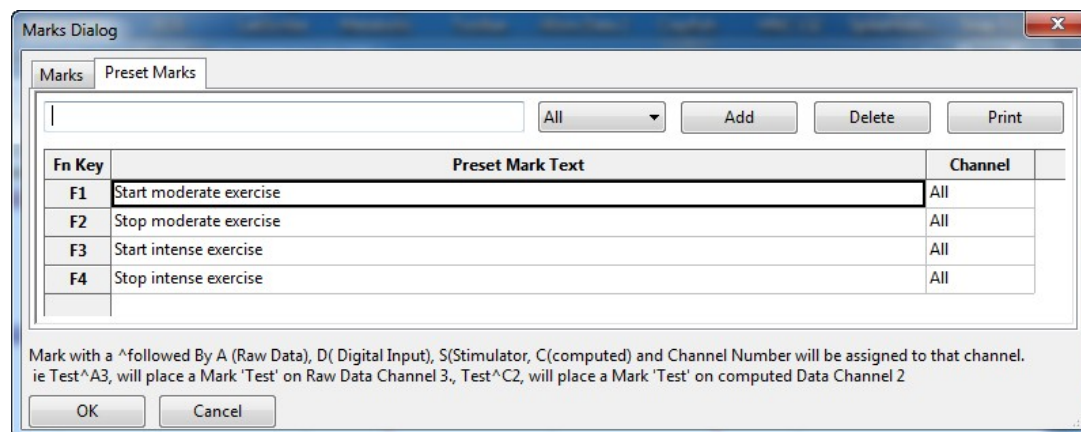 Marks Dialog
Marks Preset Marks
All Add Delete Print
Fn Key Preset Mark Text Channel
F1 Start moderate exercise All
F2 Stop moderate exercise All
F3 Start intense exercise All
F4 Stop intense exercise All
Mark with a ^followed By A (Raw Data), D( Digital Input), S(Stimulator, C(computed) and Channel Number will be assigned to that channel.
ie Test^A3, will place a Mark 'Test' on Raw Data Channel 3., Test^C2, will place a Mark 'Test' on computed Data Channel 2
OK Cancel